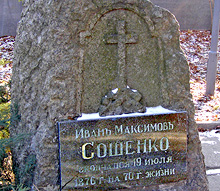 Иванъ Максимовъ
Сошенко
скончался 19 июля
1876 г. на 70 г. жизни